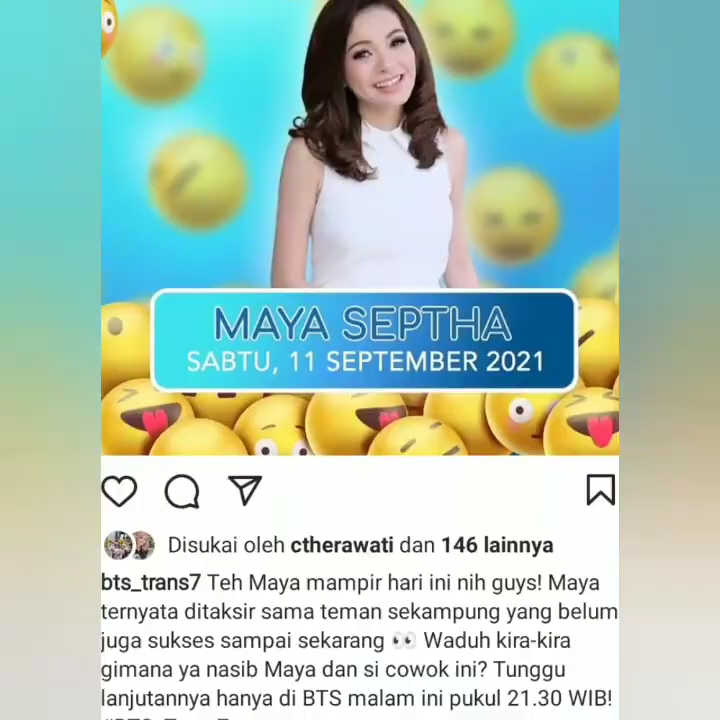 MAYA SEPTHA
SABTU, 11 SEPTEMBER 2021
Disukai oleh ctherawati dan 146 lainnya
bts_trans7 Teh Maya mampir hari ini nih guys! Maya
ternyata ditaksir sama teman sekampung yang belum
juga sukses sampai sekarang 👀 Waduh kira-kira
gimana ya nasib Maya dan si cowok ini? Tunggu
lanjutannya hanya di BTS malam ini pukul 21.30 WIB!